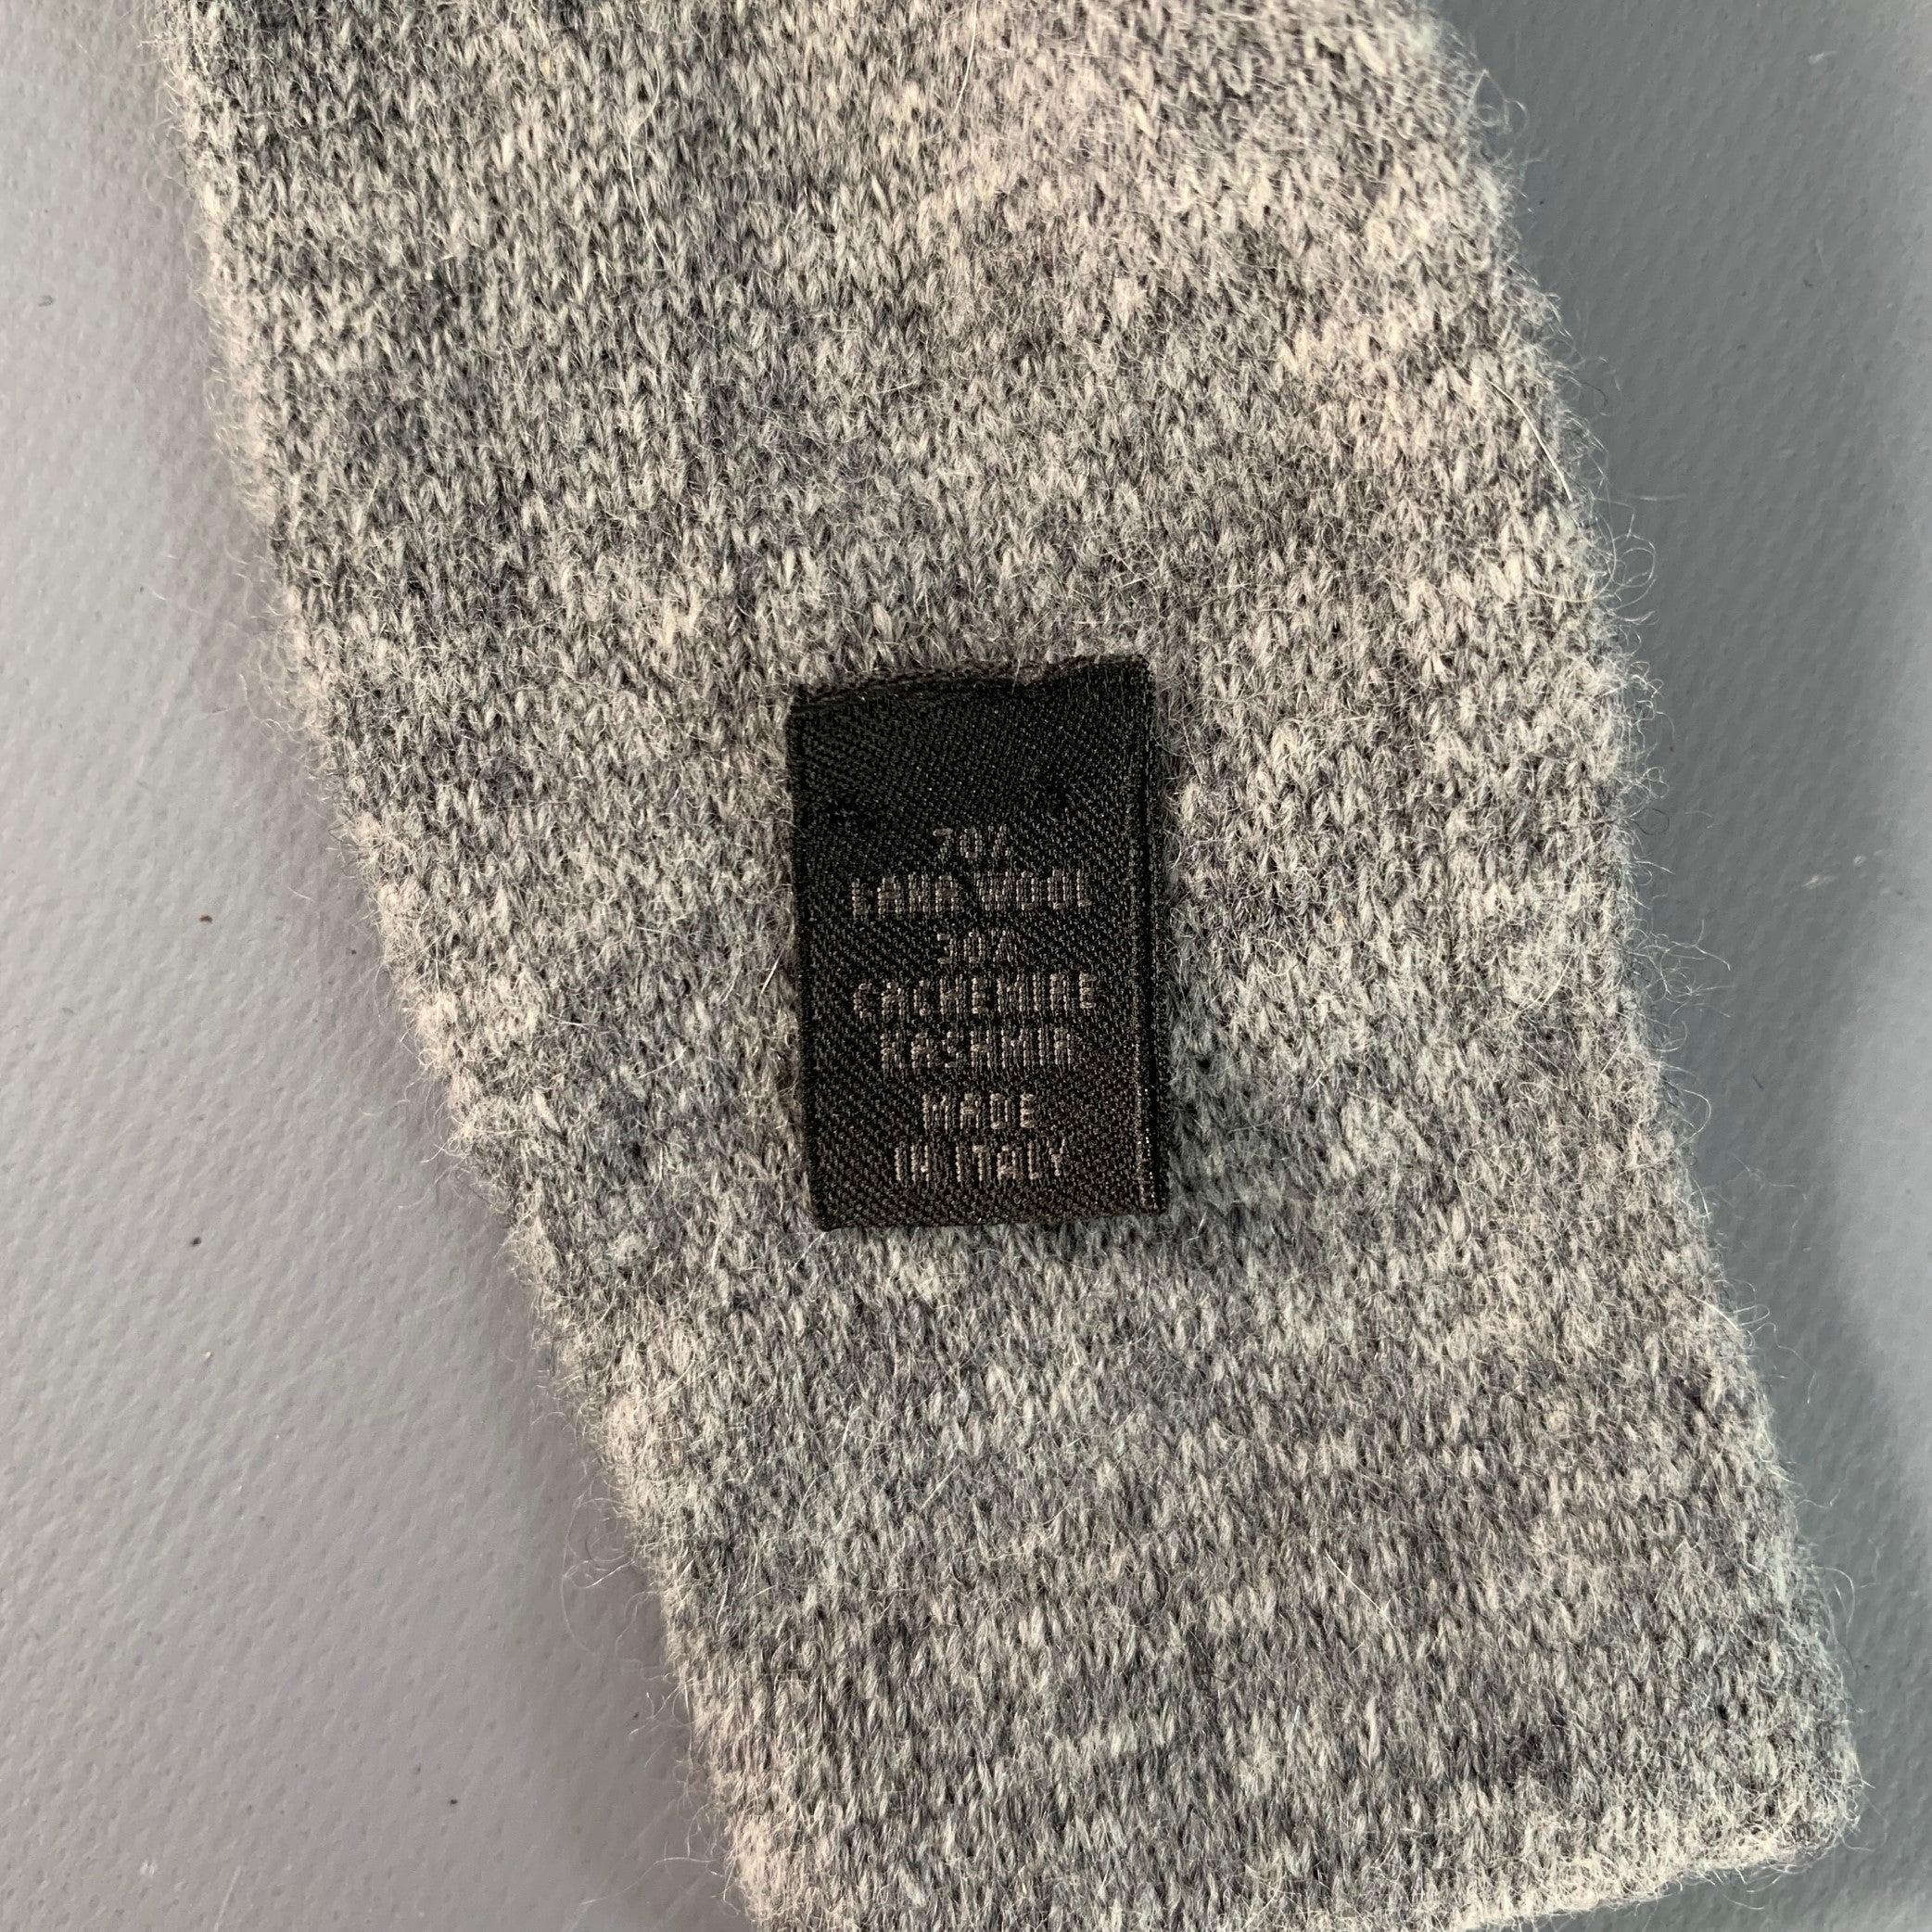 70%
LANA WOOL
30%
CACHEMIRE
KASHMIR
MADE
IN ITALY